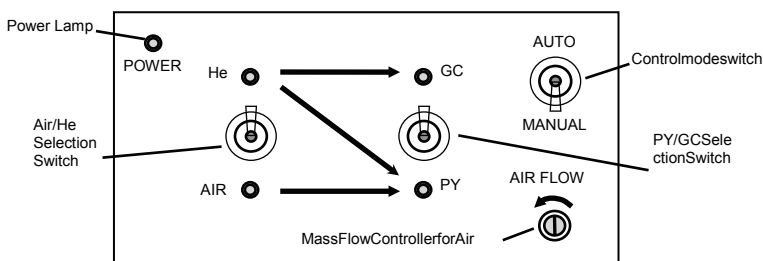 Power Lamp
POWER
He
GC
AUTO
Controlmodeswitch
MANUAL
Air/He
Selection
Switch
PY/GCSele
ctionSwitch
AIR
PY
AIR FLOW
MassFlowControllerforAir